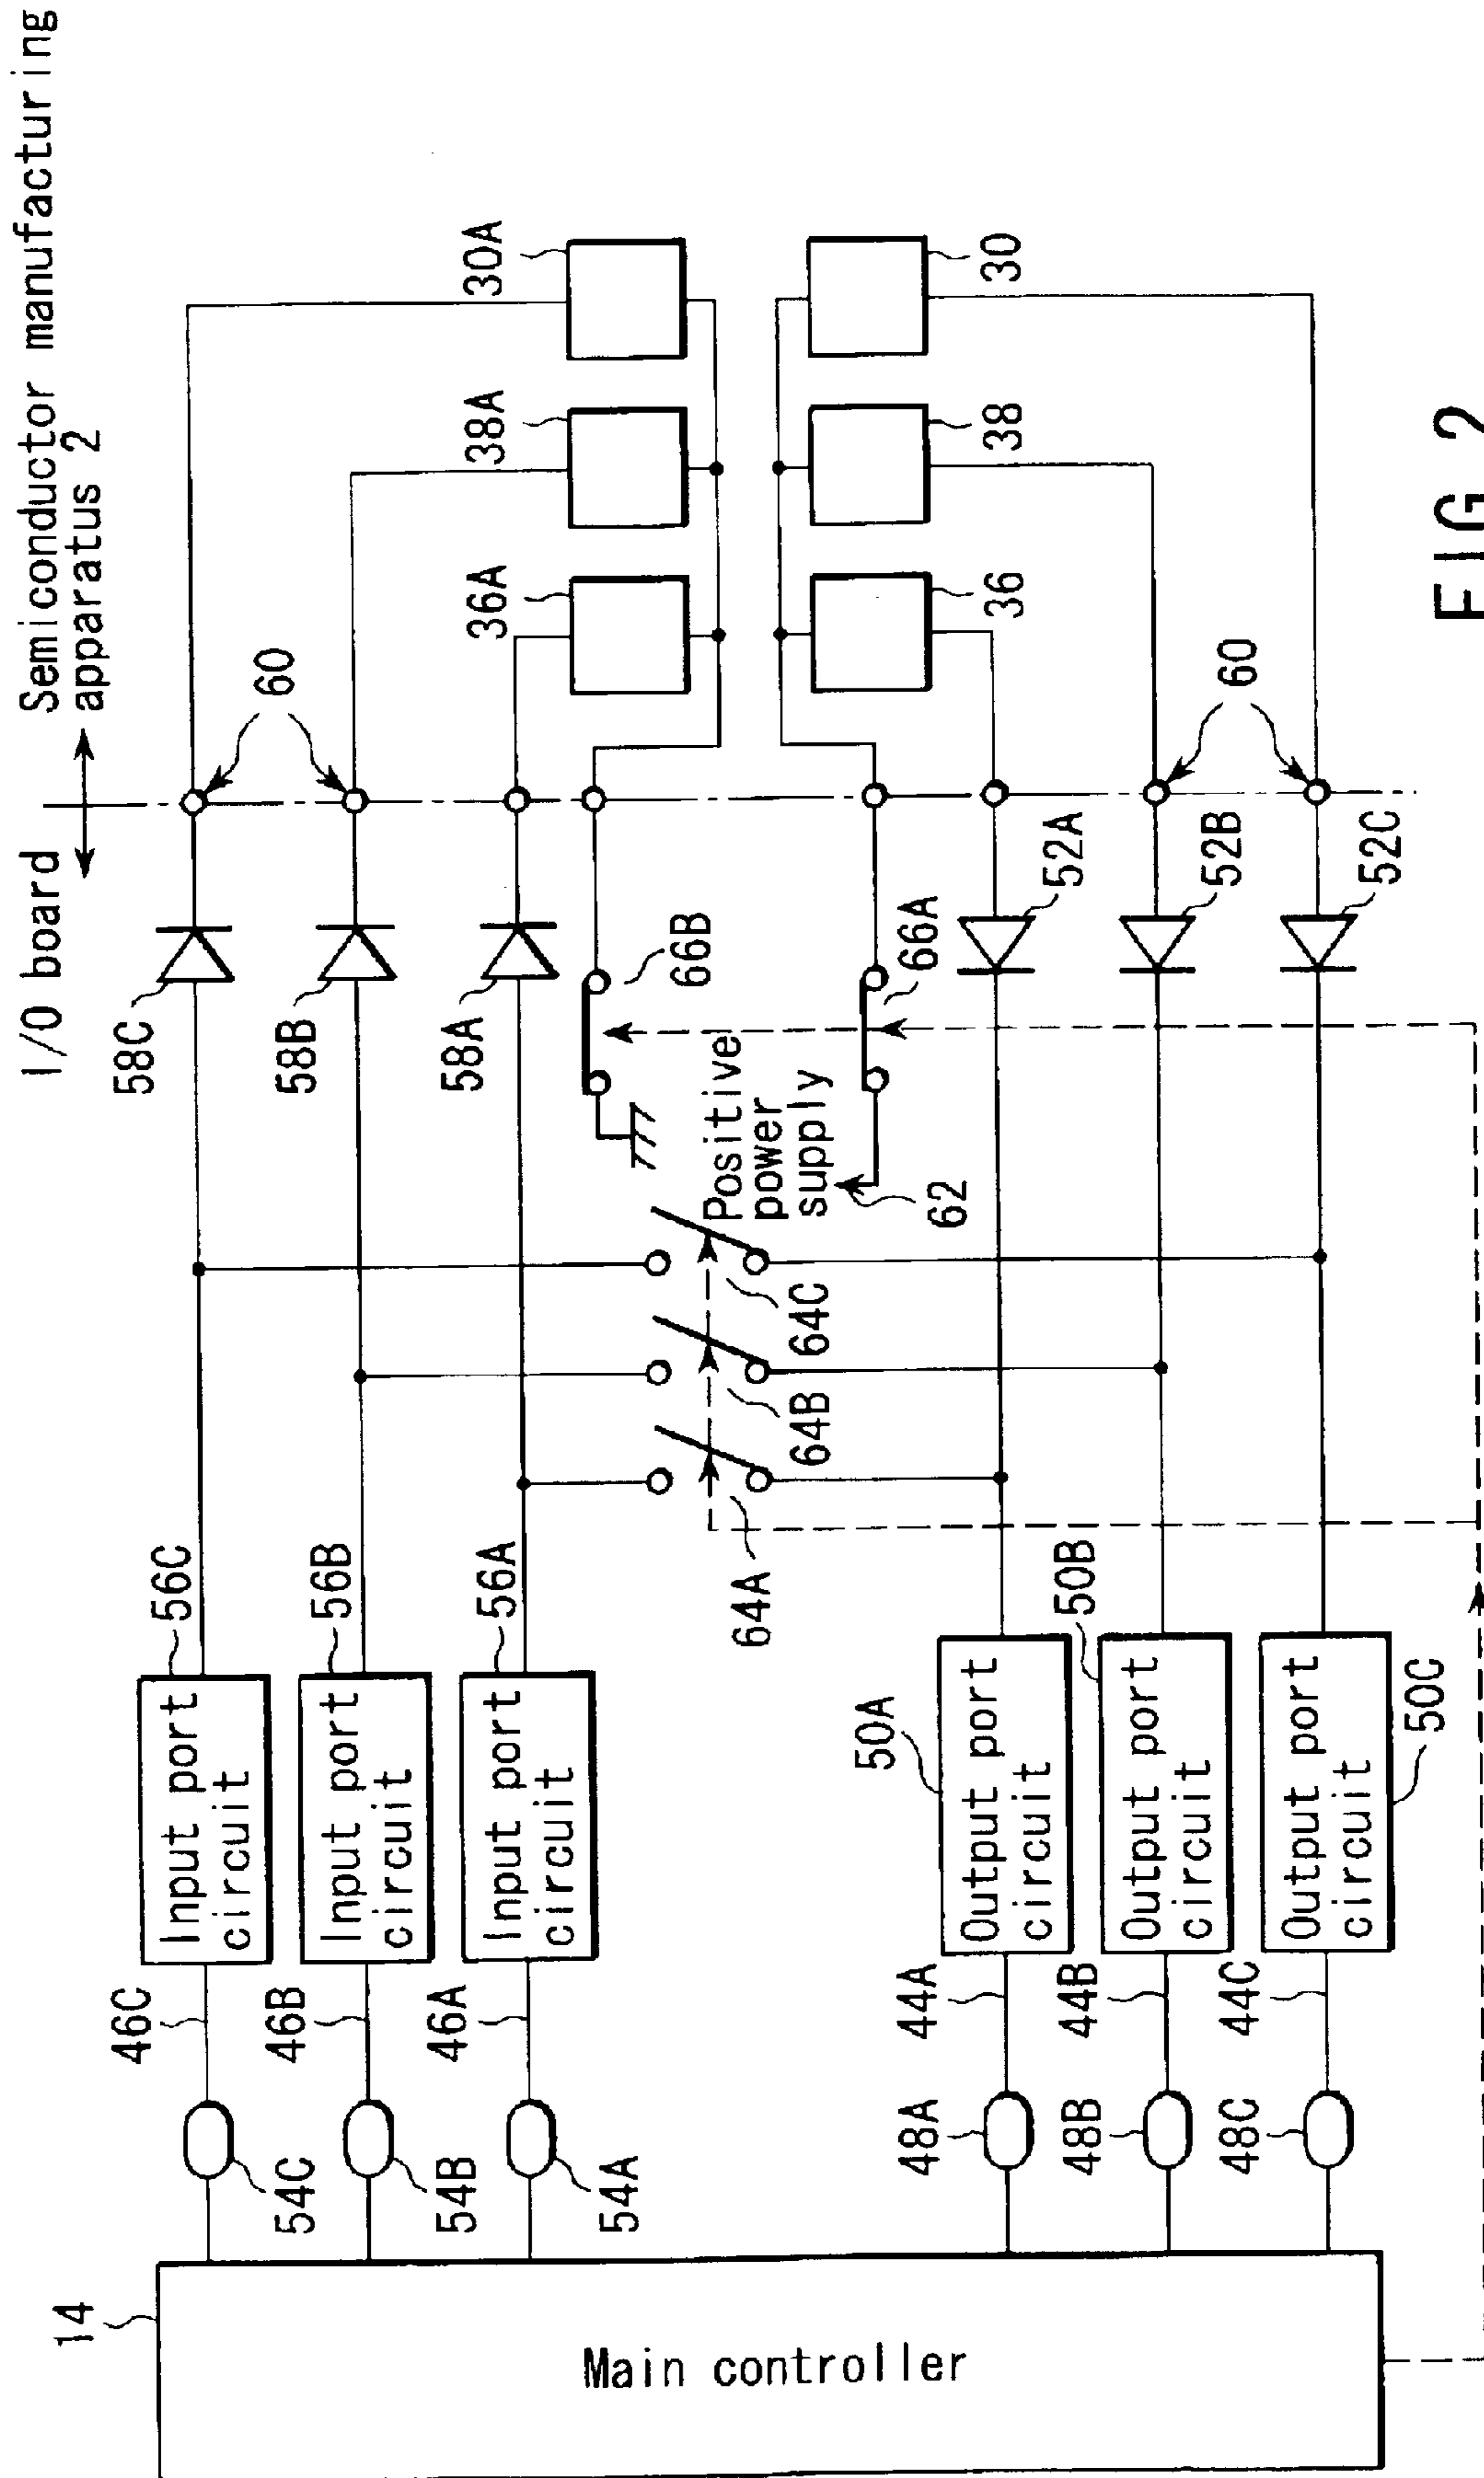 I/O board
Semiconductor manufacturing
apparatus 2
58C
58B
58A
60
30A
38A
36A
66B
56C
56B
56A
Input port
circuit
Input port
circuit
Input port
circuit
46C
46B
46A
54C
54B
54A
14
Main controller
64A
64B
64C
Positive
power
supply
62
66A
30
38
36
60
52A
52B
52C
50A
50B
50C
Output port
circuit
Output port
circuit
Output port
circuit
44A
44B
44C
48A
48B
48C
FIG. 2